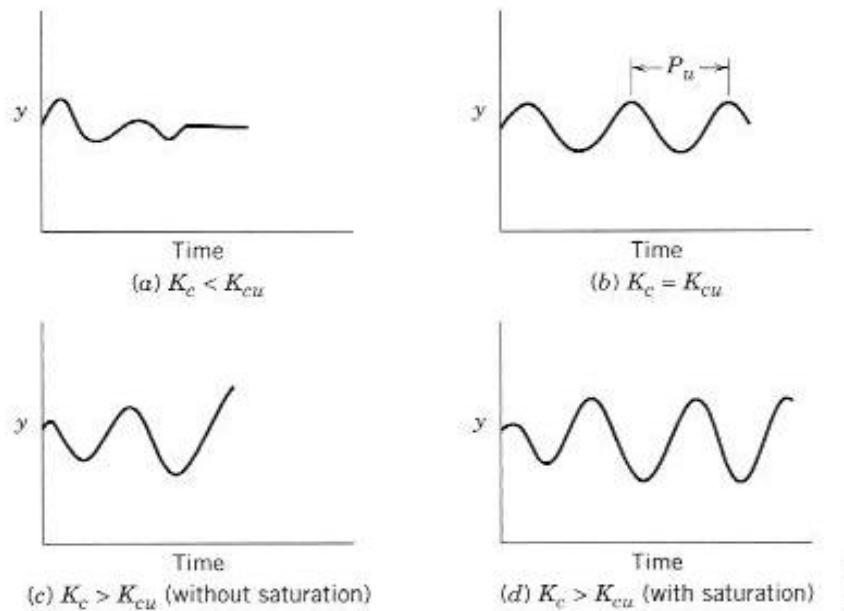 y
Time
(a) K_c < K_cu
P_u
y
Time
(b) K_c = K_cu
y
Time
(c) K_c > K_cu (without saturation)
y
Time
(d) K_c > K_cu (with saturation)